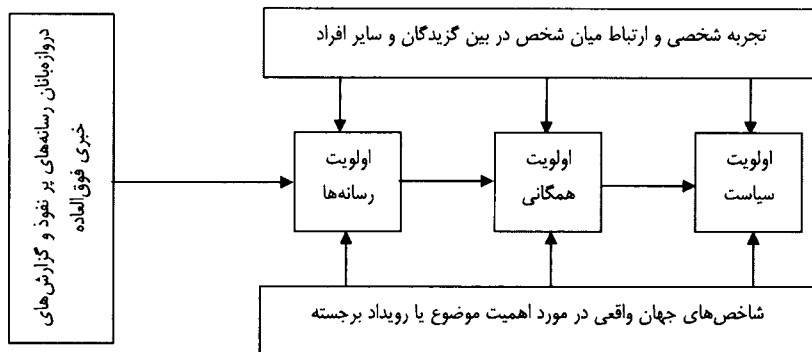 تجربه شخصی و ارتباط میان شخص در بین گزیدگان و سایر افراد
دروازه‌بانان رسانه‌های پر نفوذ و گزارش‌های
خبری فوق‌العاده
اولویت
رسانه‌ها
اولویت
همگانی
اولویت
سیاست
شاخص‌های جهان واقعی در مورد اهمیت موضوع یا رویداد برجسته